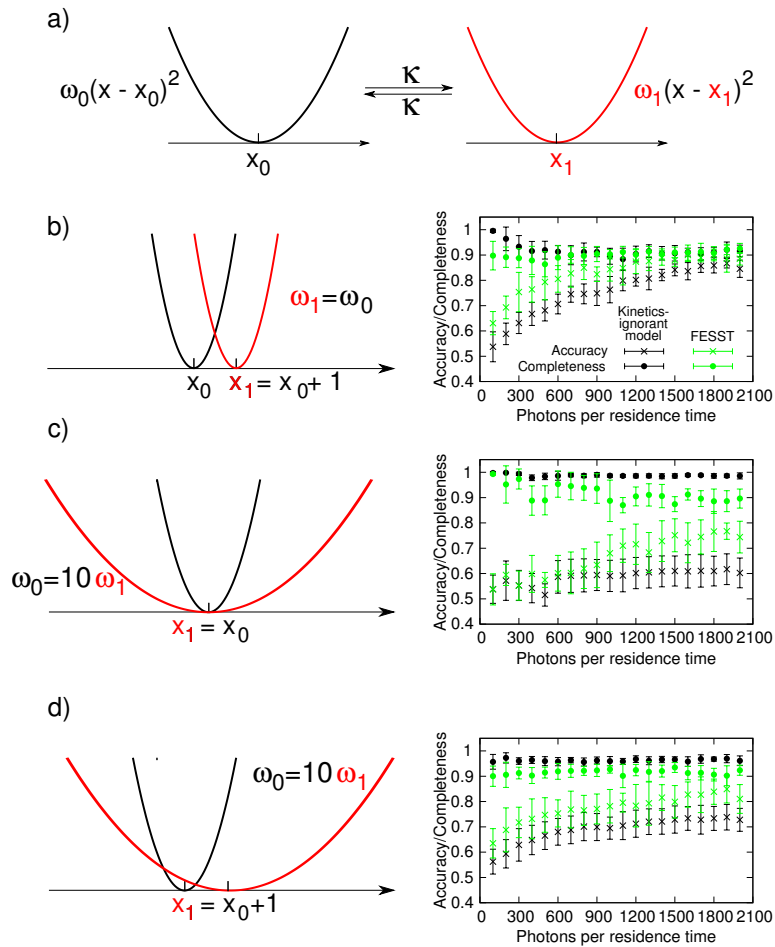 a)
ω₀(x - x₀)²
κ
κ
ω₁(x - x₁)²
x₀
x₁
b)
ω₁=ω₀
x₀ x₁ = x₀+ 1
Accuracy/Completeness
1
0.9
0.8
0.7
0.6
0.5
0.4
Kinetics-
ignorant
model
FESST
Accuracy
Completeness
0 300 600 900 1200 1500 1800 2100
Photons per residence time
c)
ω₀=10ω₁
x₁ = x₀
Accuracy/Completeness
1
0.9
0.8
0.7
0.6
0.5
0.4
0 300 600 900 1200 1500 1800 2100
Photons per residence time
d)
ω₀=10ω₁
x₁ = x₀+1
Accuracy/Completeness
1
0.9
0.8
0.7
0.6
0.5
0.4
0 300 600 900 1200 1500 1800 2100
Photons per residence time